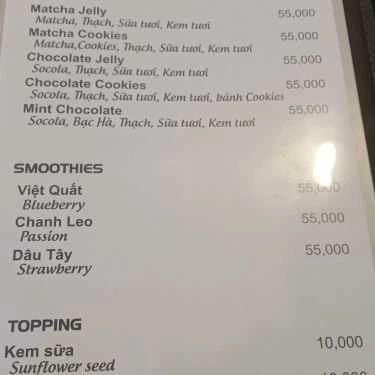 Matcha Jelly 55,000
Matcha, Thạch, Sữa tươi, Kem tươi
Matcha Cookies 55,000
Matcha,Cookies, Thạch, Sữa tươi, Kem tươi
Chocolate Jelly 55,000
Socola, Thạch, Sữa tươi, Kem tươi
Chocolate Cookies 55,000
Socola, Thạch, Sữa tươi, Kem tươi, bánh Cookies
Mint Chocolate 55,000
Socola, Bạc Hà, Thạch, Sữa tươi, Kem tươi
SMOOTHIES
Việt Quất 55,000
Blueberry
Chanh Leo 55,000
Passion
Dâu Tây 55,000
Strawberry
TOPPING
Kem sữa 10,000
Sunflower seed